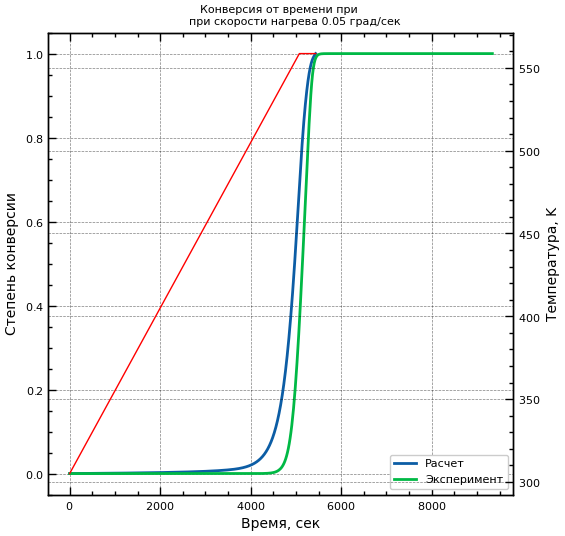 Конверсия от времени при
при скорости нагрева 0.05 град/сек
1.0
0.8
0.6
0.4
0.2
0.0
Степень конверсии
550
500
450
400
350
300
Температура, K
Расчет
Эксперимент
0 2000 4000 6000 8000
Время, сек